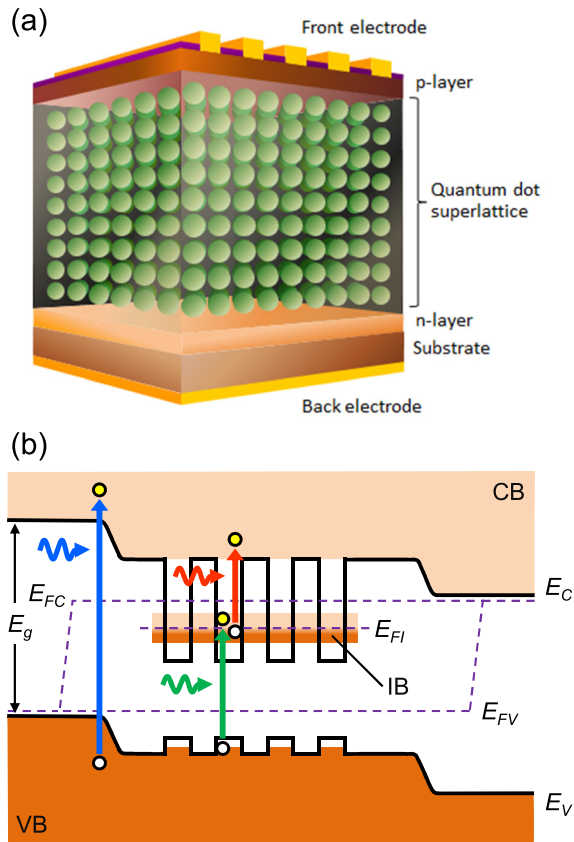 (a)
Front electrode
p-layer
Quantum dot
superlattice
n-layer
Substrate
Back electrode
(b)
CB
E_FC
E_C
E_g
E_FI
IB
E_FV
E_V
VB